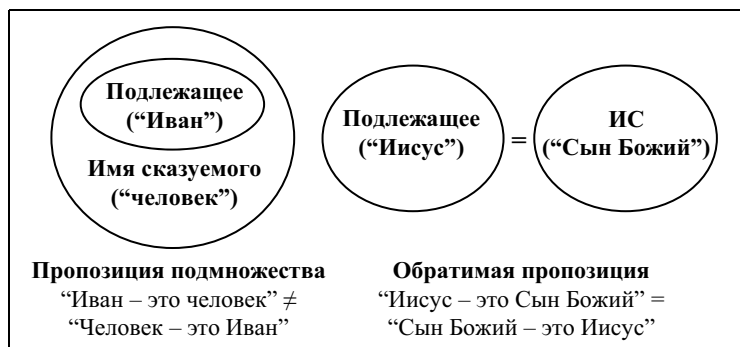 Подлежащее
(“Иван”)
Имя сказуемого
(“человек”)
Подлежащее
(“Иисус”)
=
ИС
(“Сын Божий”)
Пропозиция подмножества
“Иван – это человек” ≠
“Человек – это Иван”
Обратимая пропозиция
“Иисус – это Сын Божий” =
“Сын Божий – это Иисус”